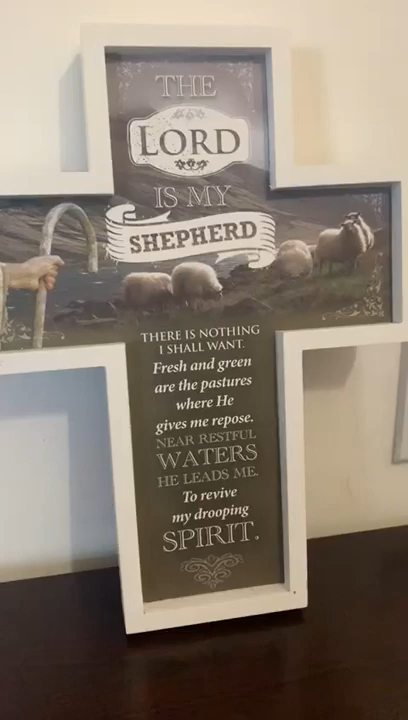 THE
LORD
IS MY
SHEPHERD
THERE IS NOTHING
I SHALL WANT.
Fresh and green
are the pastures
where He
gives me repose.
NEAR RESTFUL
WATERS
HE LEADS ME.
To revive
my drooping
SPIRIT.